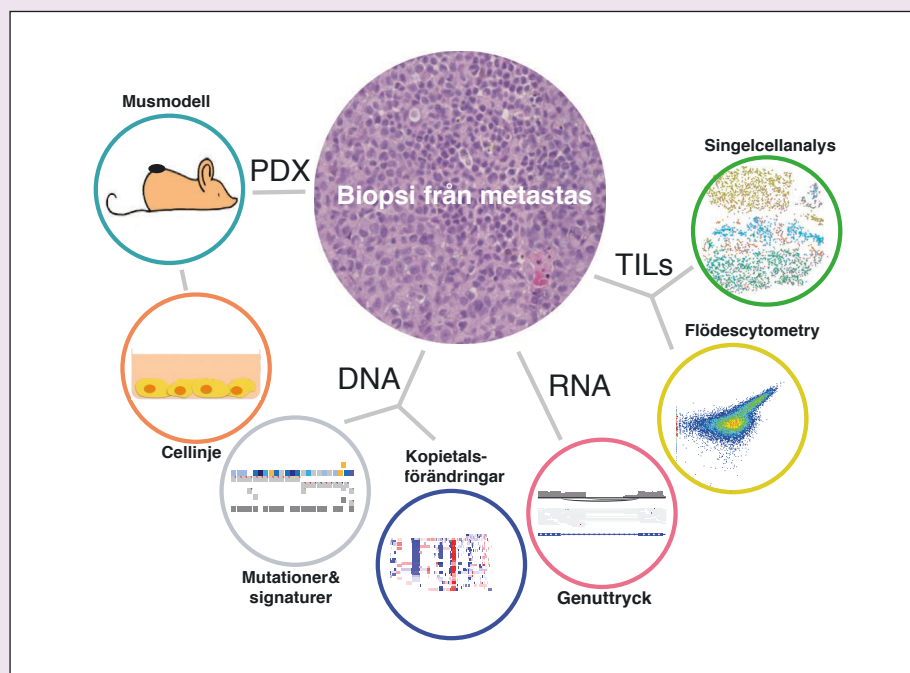 Musmodell
PDX
Biopsi från metastas
Singelcellanalys
TILs
Flödescytometry
DNA
RNA
Cellinje
Kopietals-
förändringar
Mutationer&
signaturer
Genuttryck